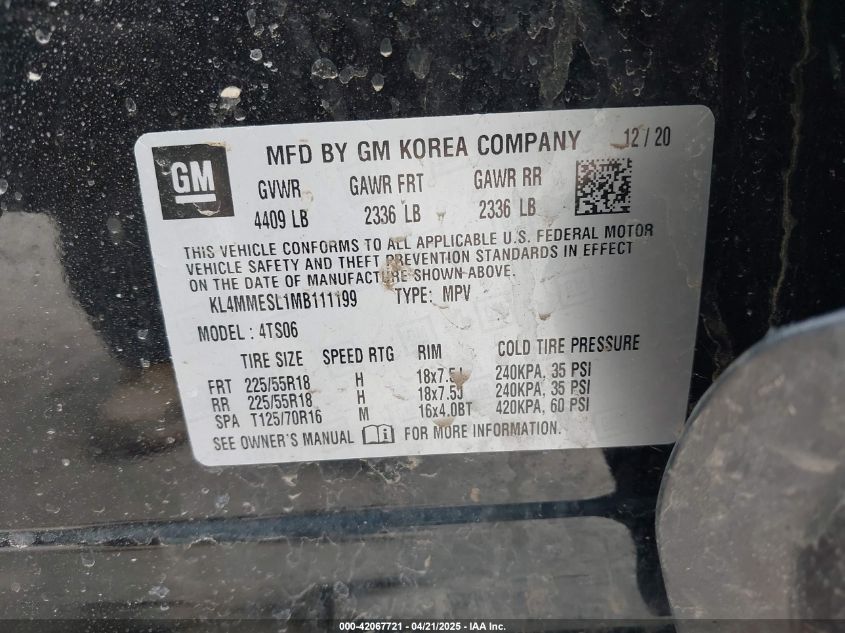 GM
MFD BY GM KOREA COMPANY 12/20
GVWR GAWR FRT GAWR RR
4409 LB 2336 LB 2336 LB
THIS VEHICLE CONFORMS TO ALL APPLICABLE U.S. FEDERAL MOTOR
VEHICLE SAFETY AND THEFT PREVENTION STANDARDS IN EFFECT
ON THE DATE OF MANUFACTURE SHOWN ABOVE.
KL4MMESL1MB111199 TYPE: MPV
MODEL: 4TS06
TIRE SIZE SPEED RTG RIM COLD TIRE PRESSURE
FRT 225/55R18 H 18x7.5J 240KPA, 35 PSI
RR 225/55R18 H 18x7.5J 240KPA, 35 PSI
SPA T125/70R16 M 16x4.0BT 420KPA, 60 PSI
SEE OWNER'S MANUAL FOR MORE INFORMATION.
000-42067721 - 04/21/2025 - IAA Inc.